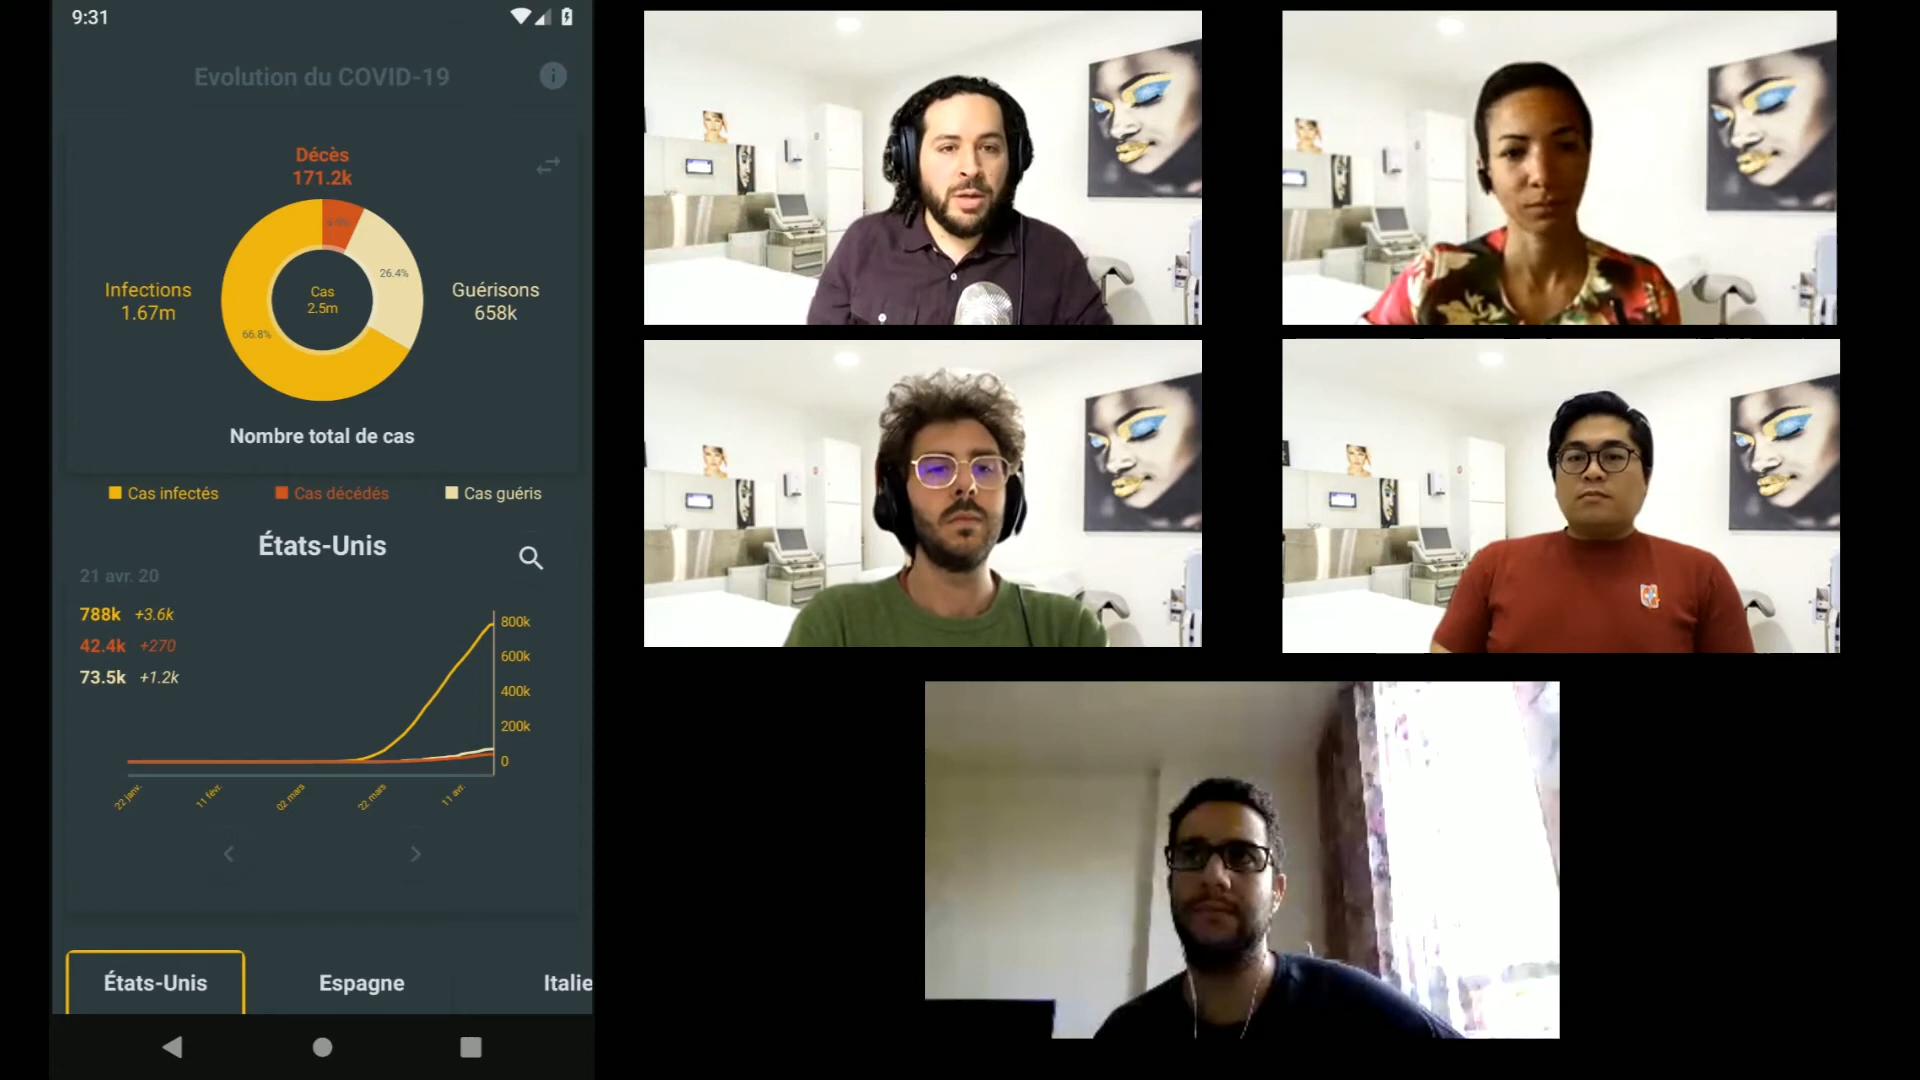 9:31
Evolution du COVID-19
Décès
171.2k
26.4%
Infections
1.67m
Cas
2.5m
Guérisons
658k
66.8%
Nombre total de cas
Cas infectés
Cas décédés
Cas guéris
États-Unis
21 avr. 20
788k +3.6k
42.4k +270
73.5k +1.2k
800k
600k
400k
200k
0
22 janv.
11 févr.
02 mars
22 mars
11 avr.
États-Unis
Espagne
Italie